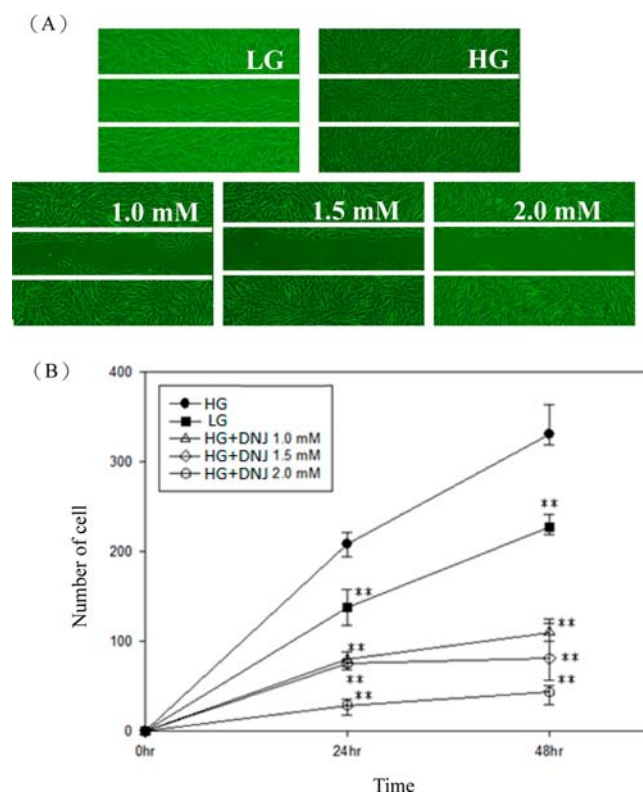 (A)
LG
HG
1.0 mM
1.5 mM
2.0 mM
(B)
400
300
200
100
0
Number of cell
HG
LG
HG+DNJ 1.0 mM
HG+DNJ 1.5 mM
HG+DNJ 2.0 mM
**
**
**
**
**
**
**
**
0hr
24hr
48hr
Time